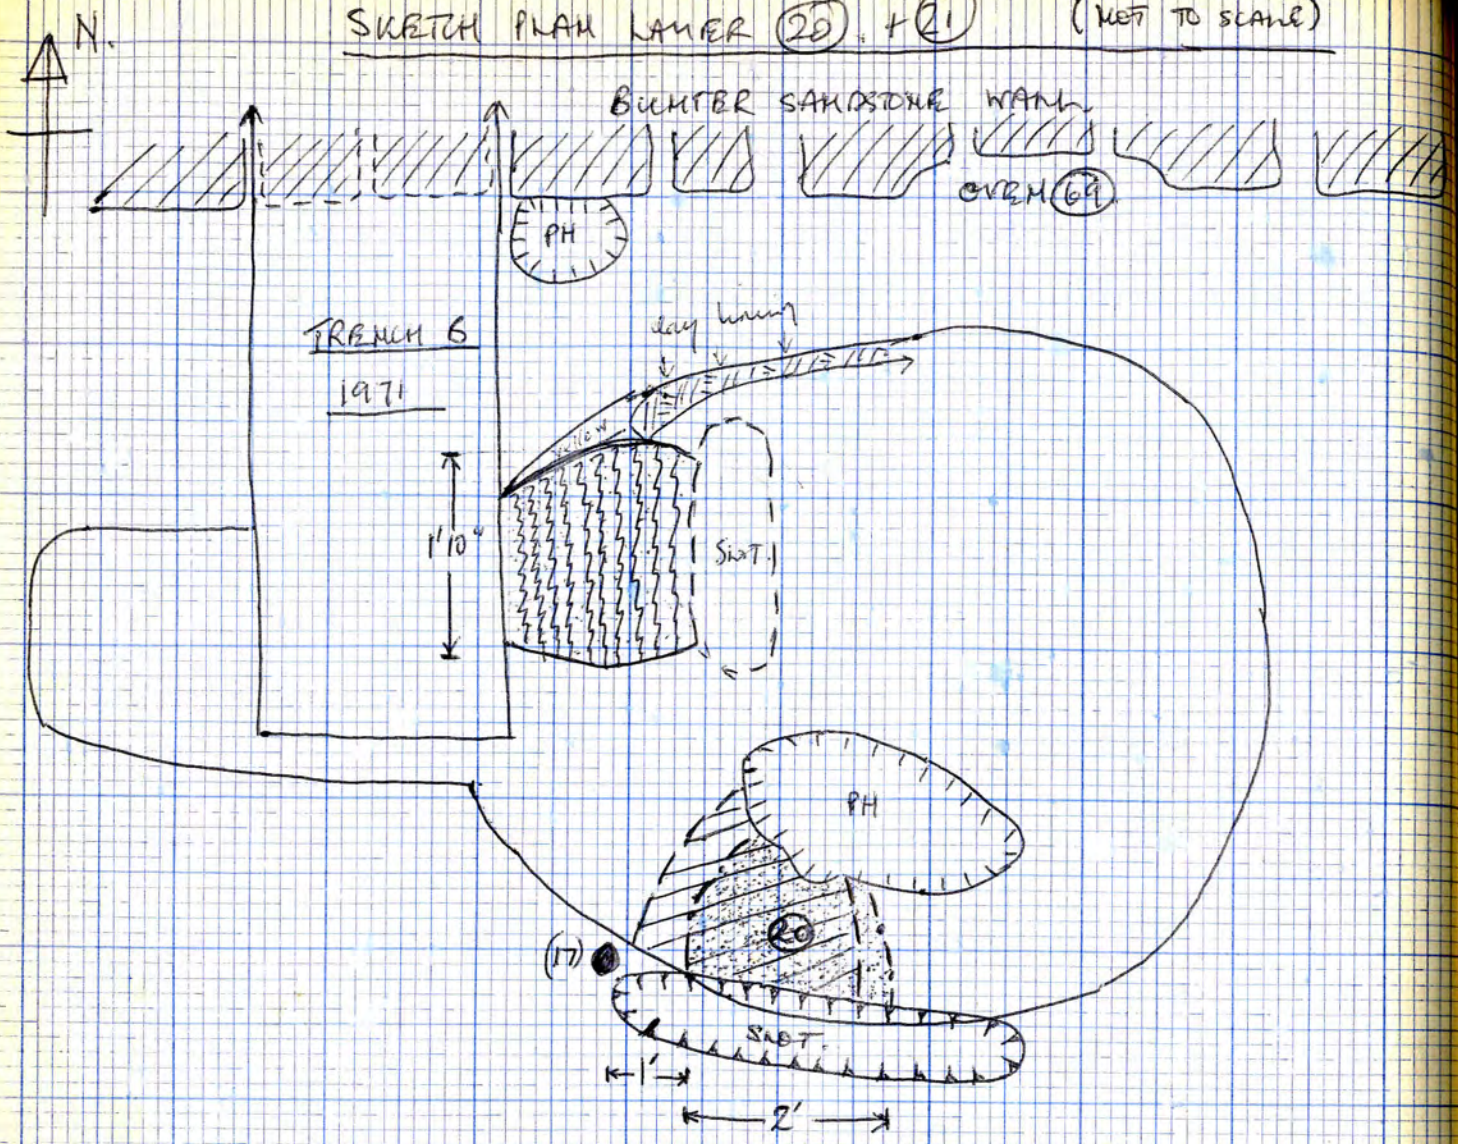 N.
SKETCH PLAN LAYER 20. + 21 (NOT TO SCALE)
BUNTER SANDSTONE WALL
OVEN 69
PH
TRENCH 6
1971
clay lining
yellow
1'10"
SLOT.
PH
20
(17)
SLOT.
1'
2'